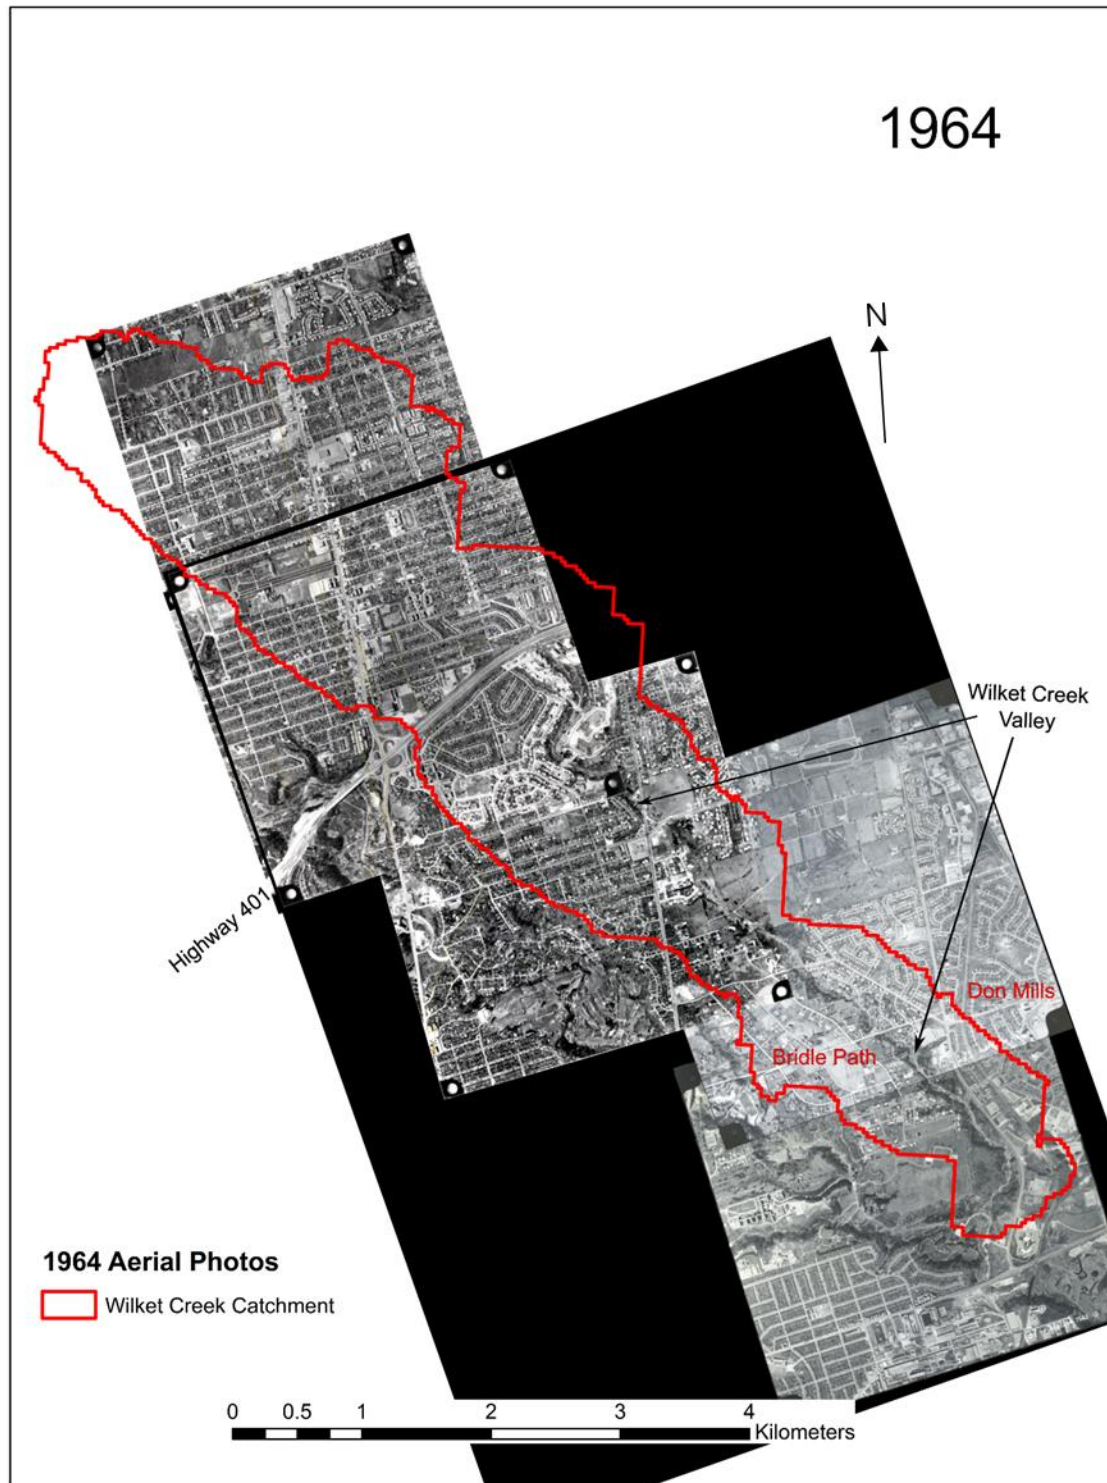 1964
N
Wilket Creek
Valley
Highway 401
Don Mills
Bridle Path
1964 Aerial Photos
Wilket Creek Catchment
0 0.5 1 2 3 4
Kilometers